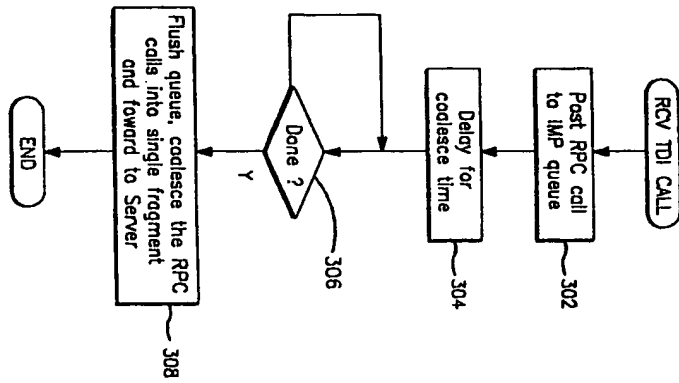 RCV TDI CALL
Post RPC call
to IMP queue
302
Delay for
coalesce time
304
Done ?
306
Y
Flush queue, coalesce the RPC
calls into single fragment
and foward to Server
308
END